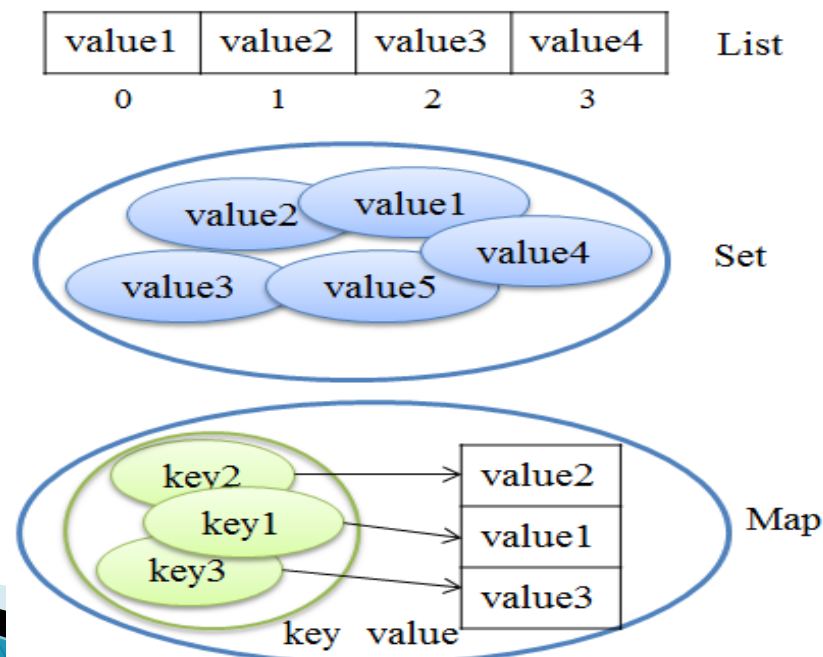 value1 value2 value3 value4 List
0 1 2 3
value2 value1
value4 Set
value3 value5
key2 value2
key1 value1 Map
key3 value3
key value